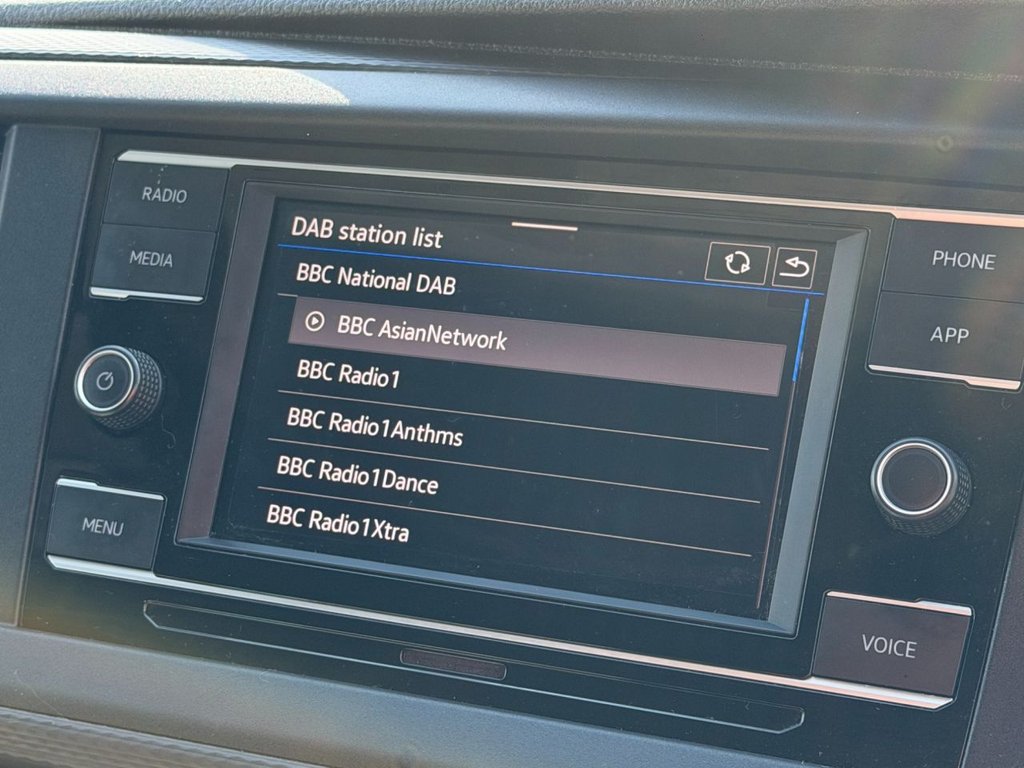 RADIO
MEDIA
MENU
DAB station list
BBC National DAB
BBC AsianNetwork
BBC Radio1
BBC Radio1Anthms
BBC Radio1Dance
BBC Radio1Xtra
PHONE
APP
VOICE